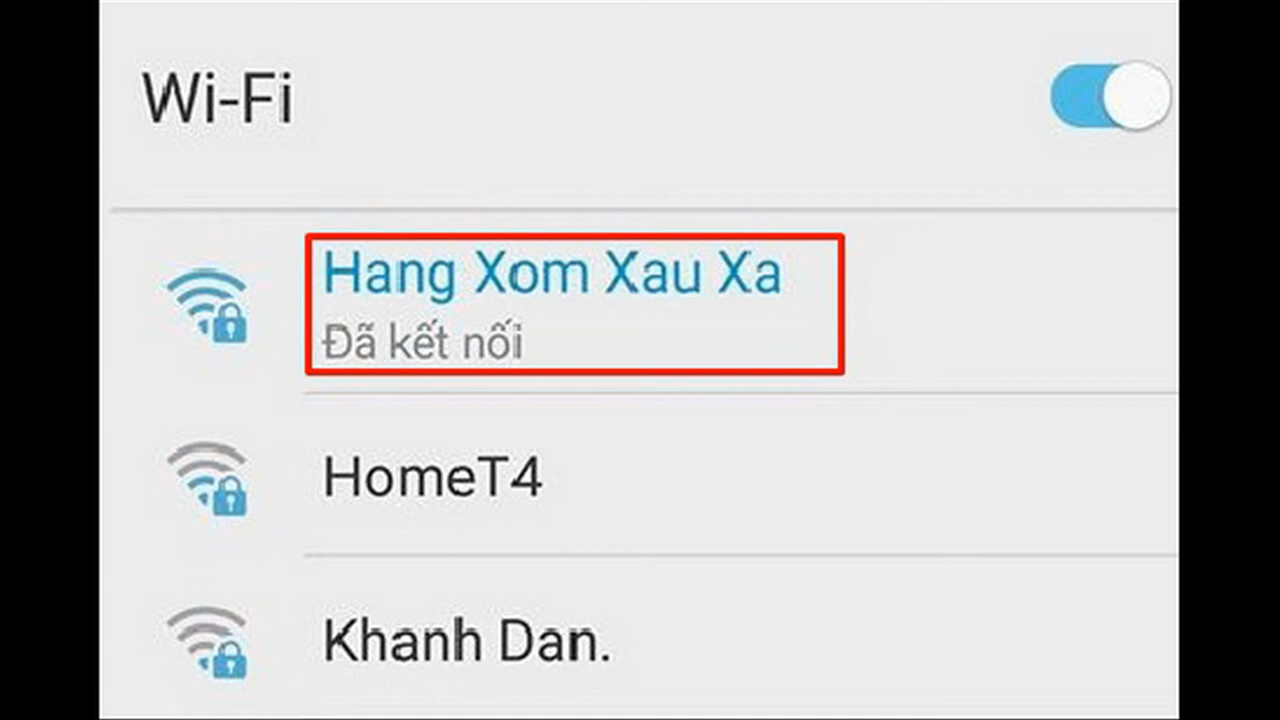 Wi-Fi
Hang Xom Xau Xa
Đã kết nối
HomeT4
Khanh Dan.